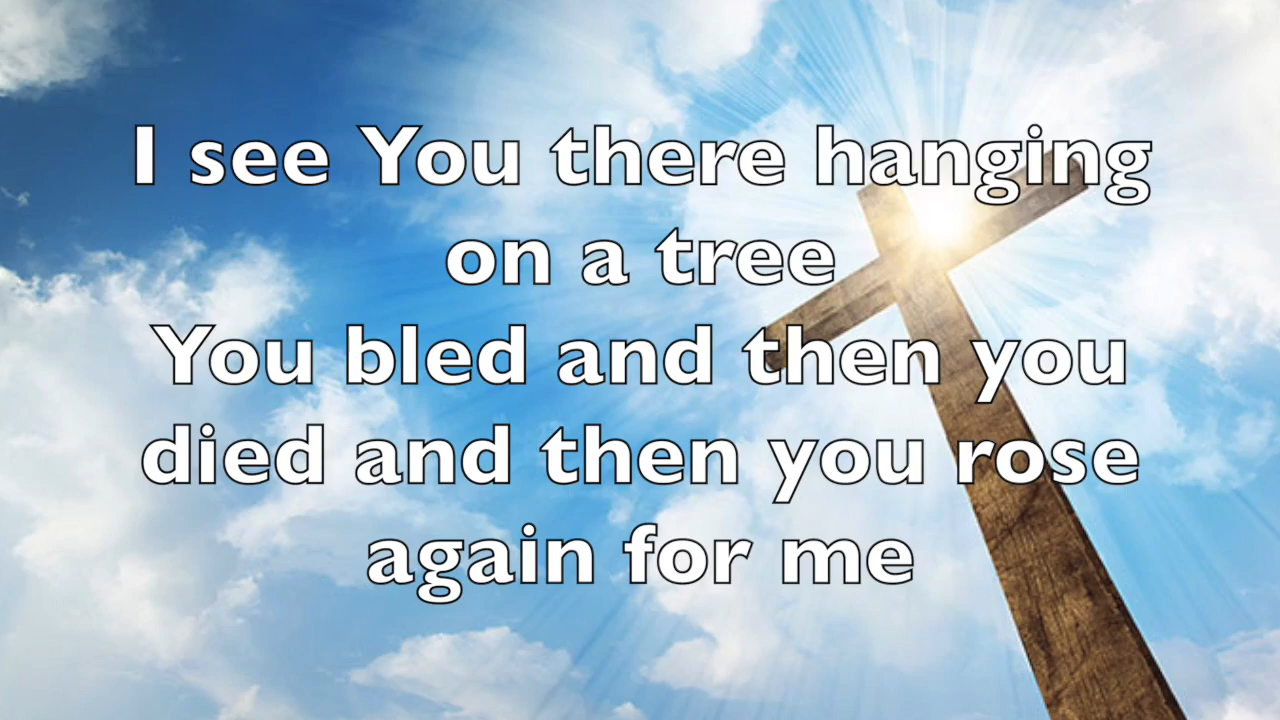 I see You there hanging
on a tree
You bled and then you
died and then you rose
again for me